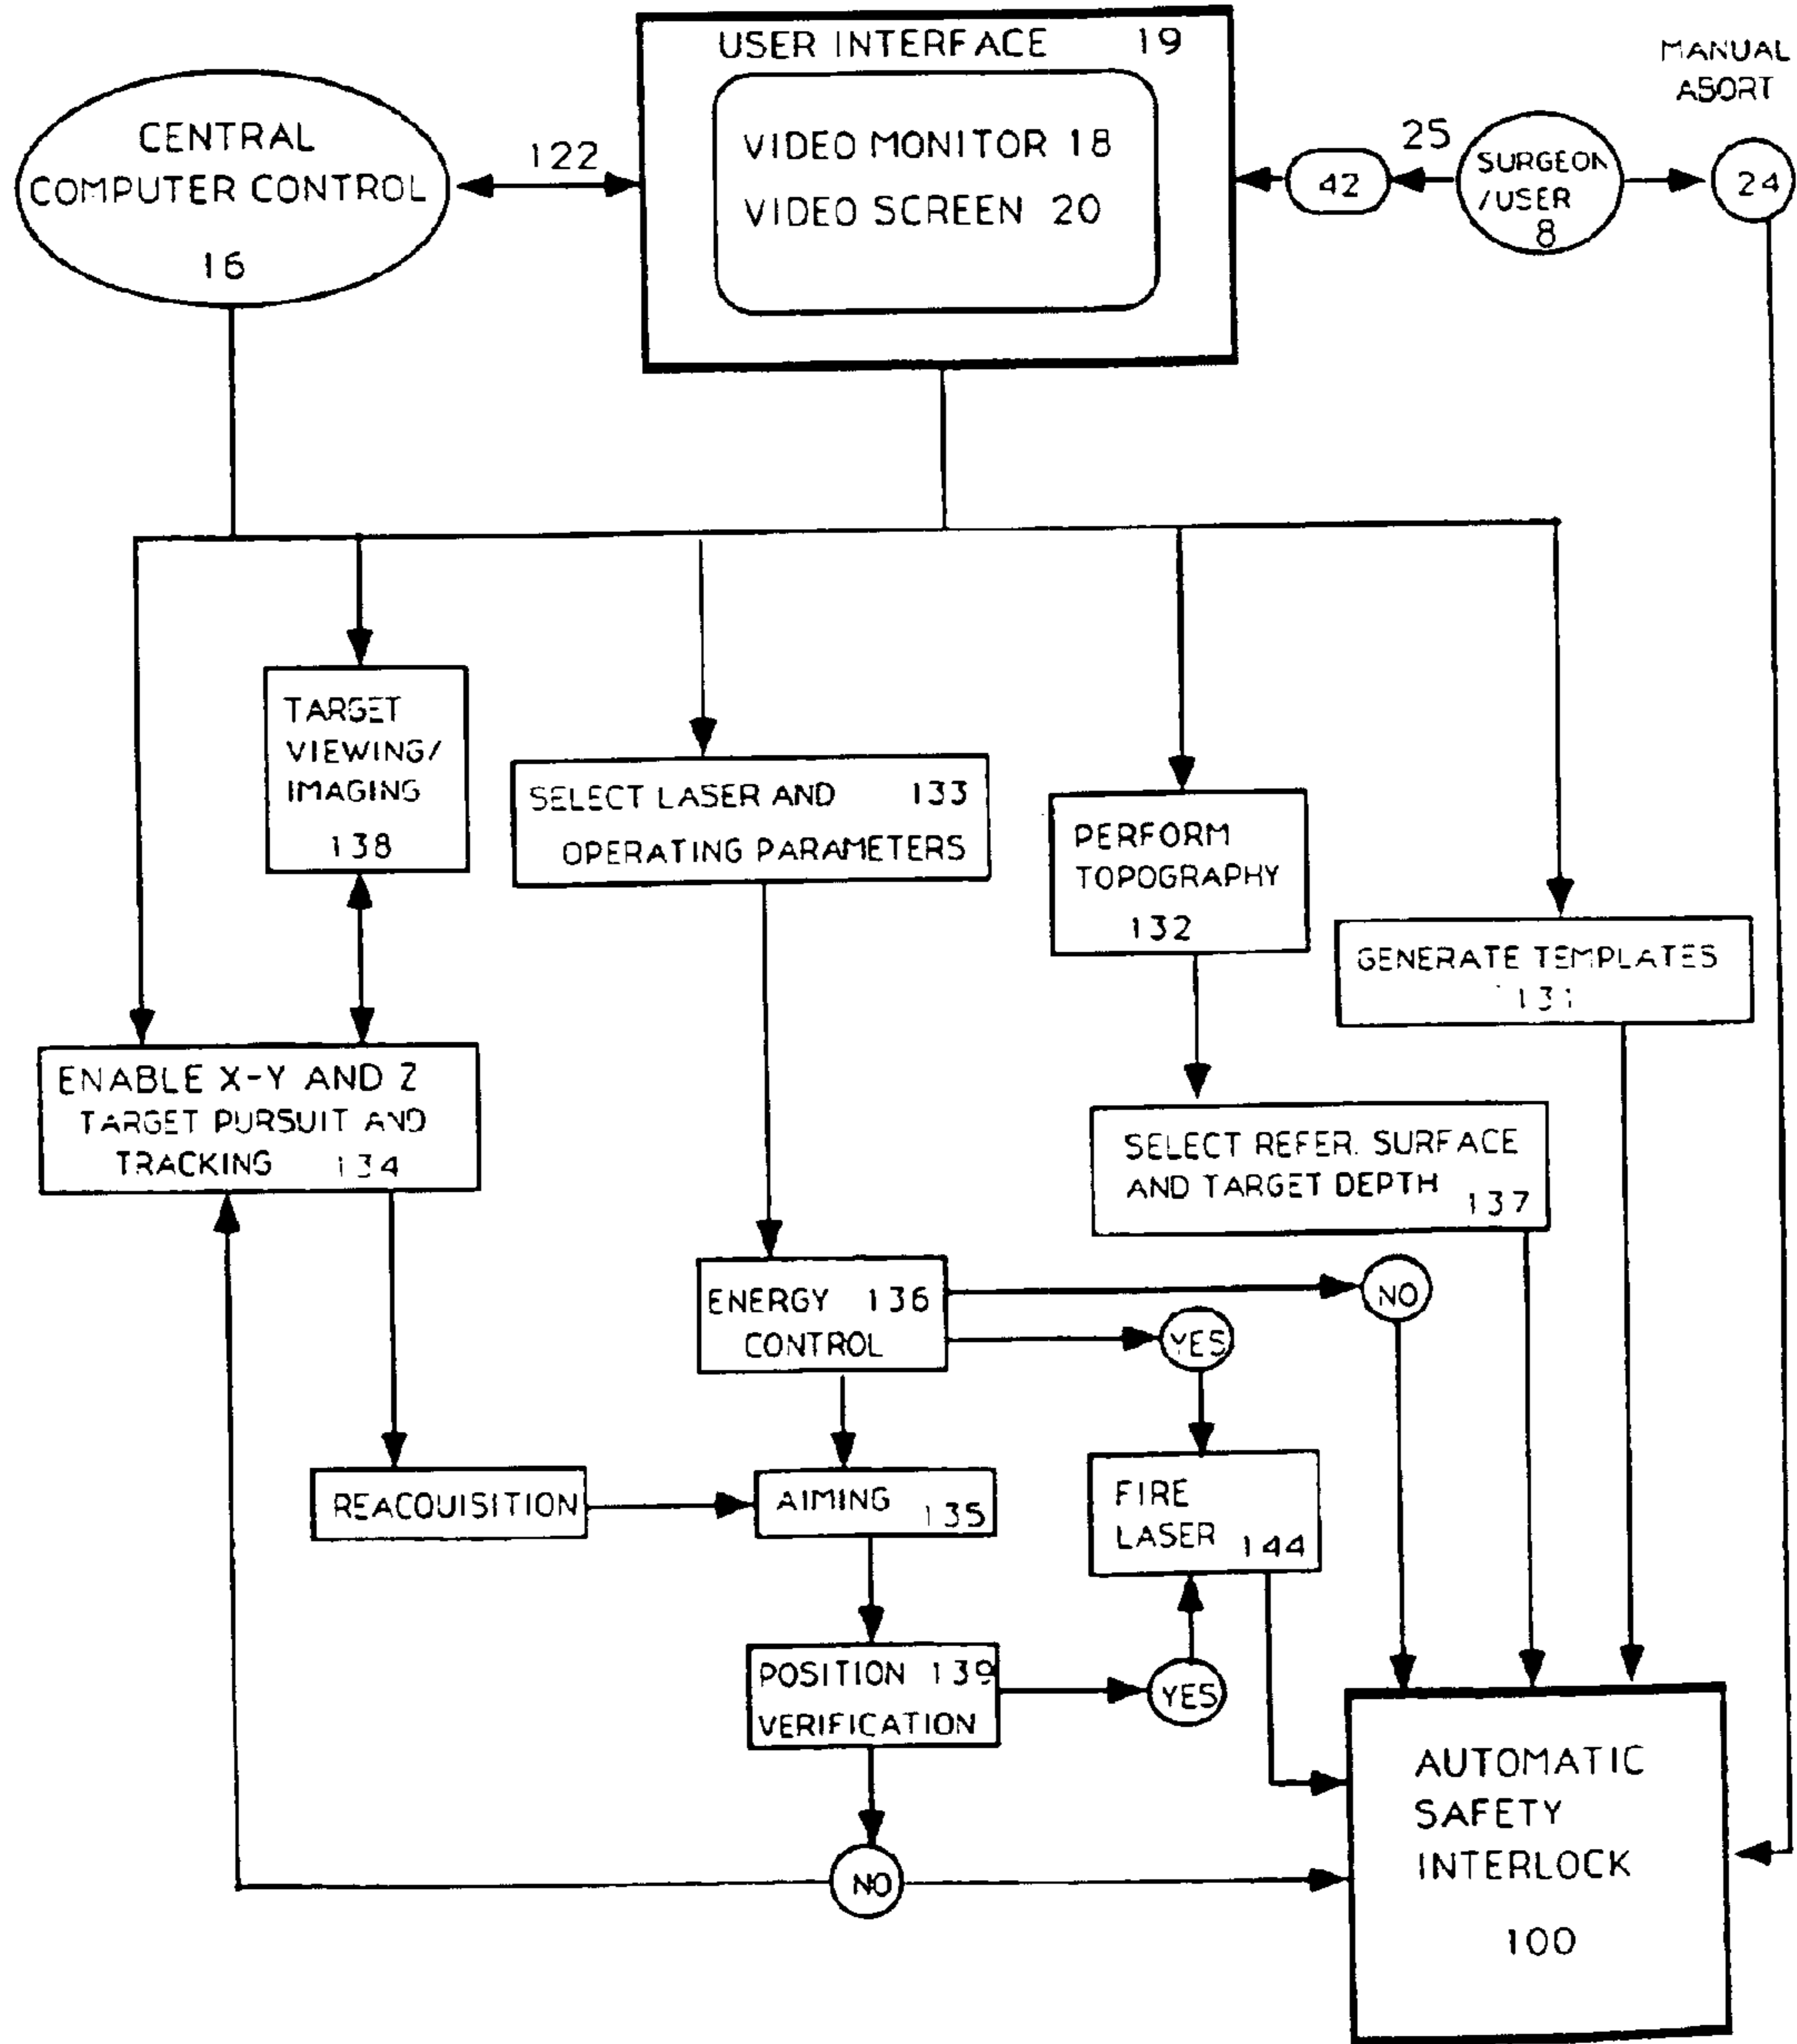 USER INTERFACE 19
MANUAL
ABORT
CENTRAL
COMPUTER CONTROL
16
122
VIDEO MONITOR 18
VIDEO SCREEN 20
42
25
SURGEON
/USER
8
24
TARGET
VIEWING/
IMAGING
138
SELECT LASER AND 133
OPERATING PARAMETERS
PERFORM
TOPOGRAPHY
132
GENERATE TEMPLATES
131
ENABLE X-Y AND Z
TARGET PURSUIT AND
TRACKING 134
SELECT REFER. SURFACE
AND TARGET DEPTH 137
ENERGY 136
CONTROL
NO
YES
REACQUISITION
AIMING 135
FIRE
LASER 144
POSITION 139
VERIFICATION
YES
NO
AUTOMATIC
SAFETY
INTERLOCK
100